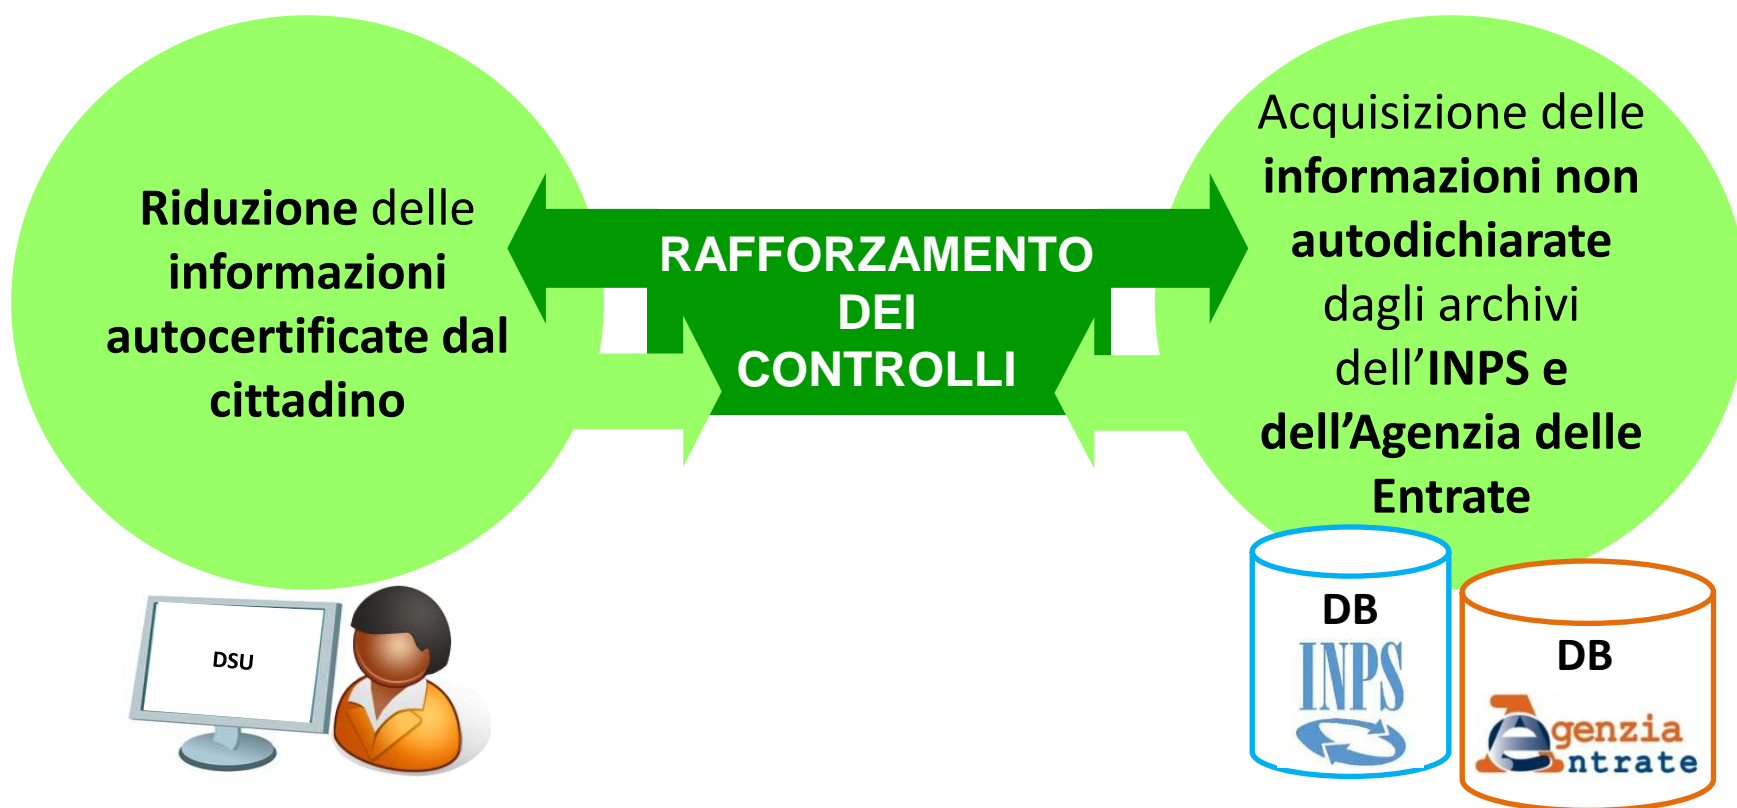 Riduzione delle
informazioni
autocertificate dal
cittadino
RAFFORZAMENTO
DEI
CONTROLLI
Acquisizione delle
informazioni non
autodichiarate
dagli archivi
dell’INPS e
dell’Agenzia delle
Entrate
DSU
DB
INPS
DB
Agenzia
Entrate